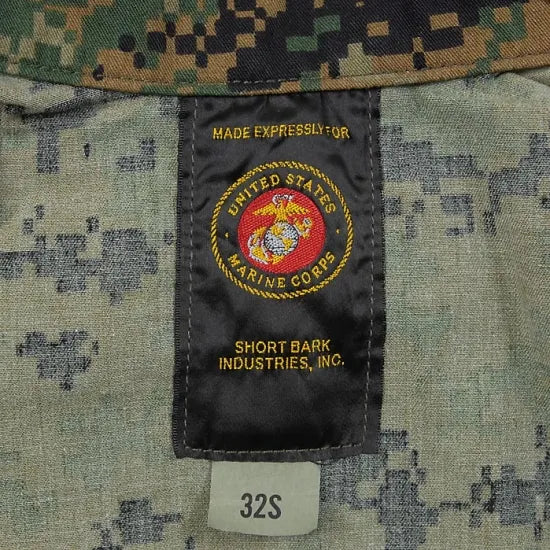 MADE EXPRESSLY FOR
UNITED STATES
MARINE CORPS
SHORT BARK
INDUSTRIES, INC.
32S